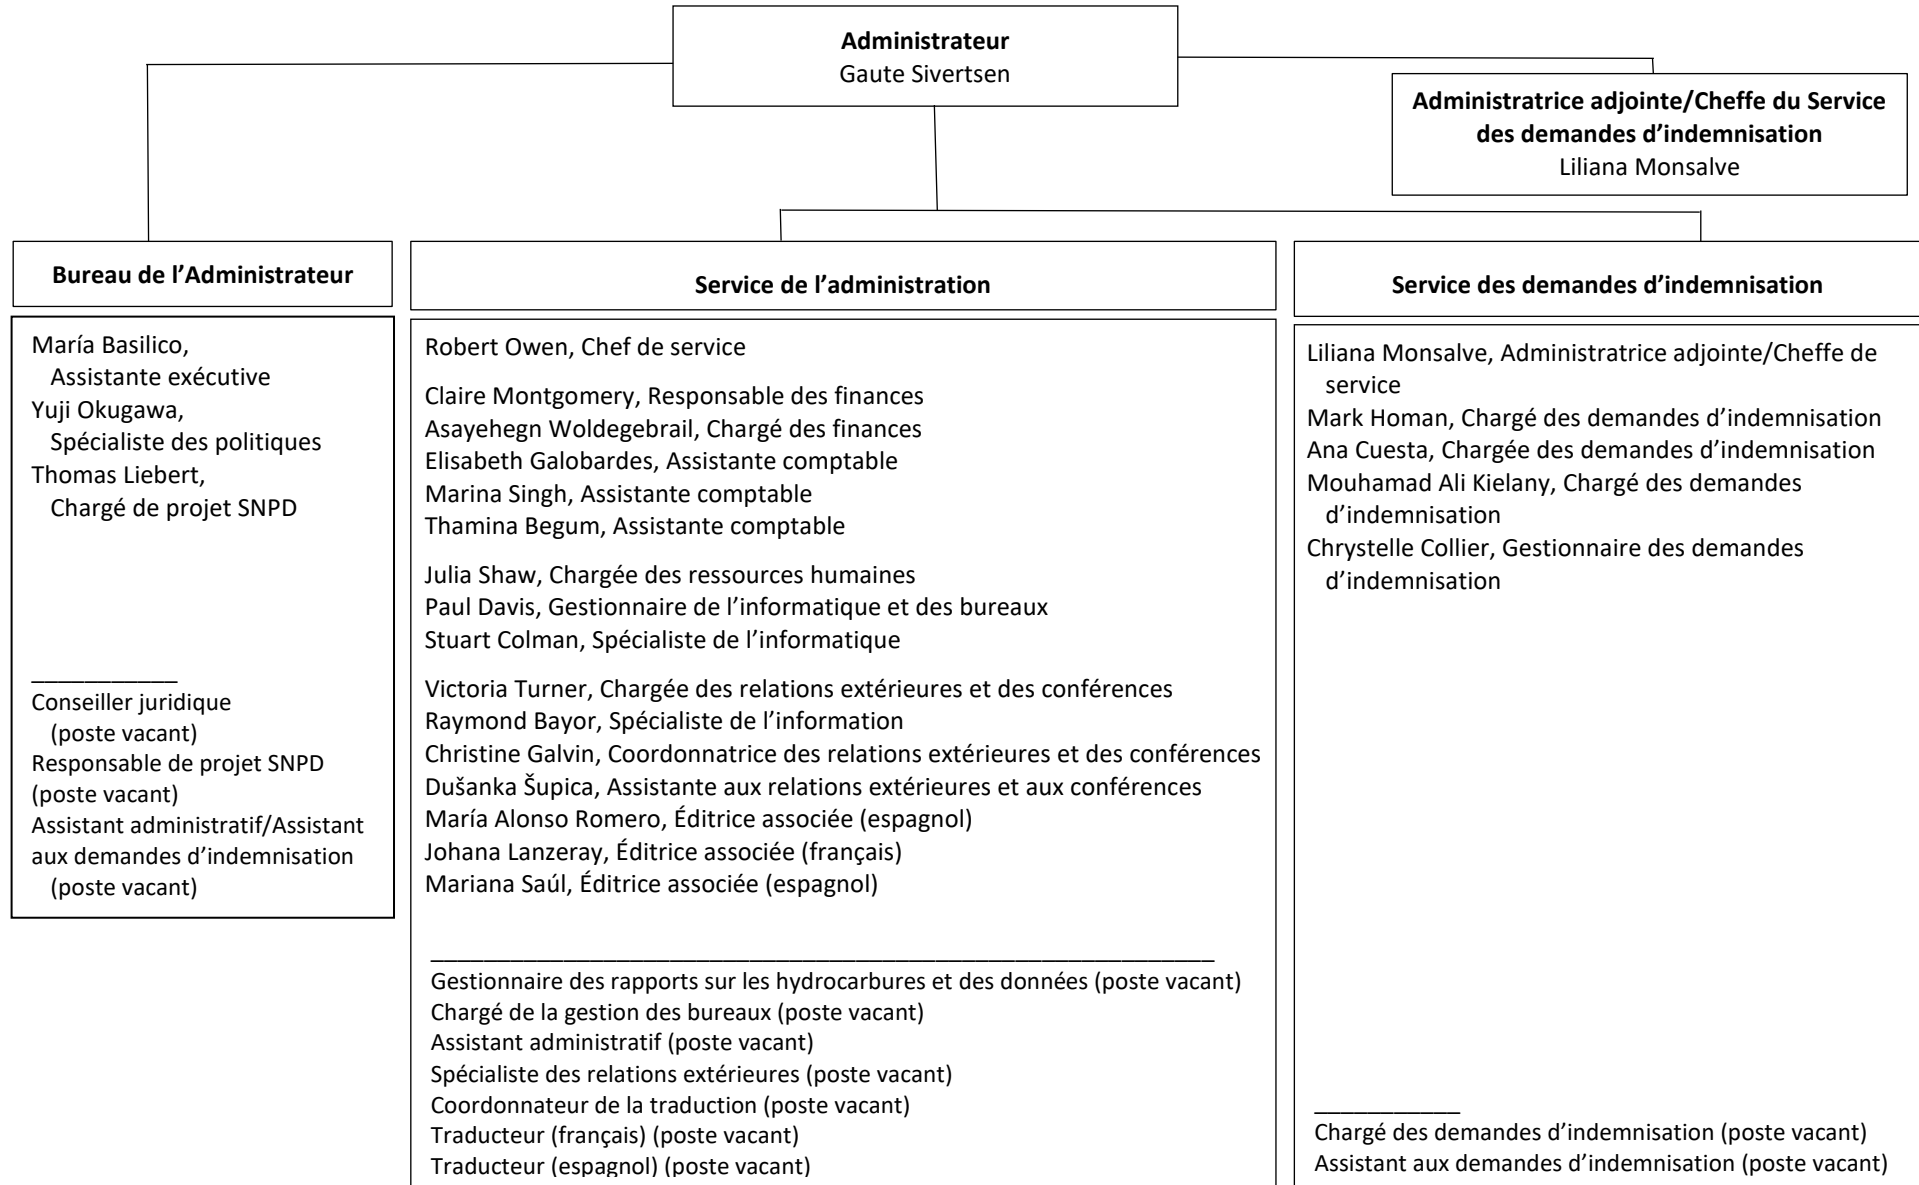 Administrateur
Gaute Sivertsen
Administratrice adjointe/Cheffe du Service
des demandes d’indemnisation
Liliana Monsalve
Bureau de l’Administrateur
María Basilico,
Assistante exécutive
Yuji Okugawa,
Spécialiste des politiques
Thomas Liebert,
Chargé de projet SNPD
___________
Conseiller juridique
(poste vacant)
Responsable de projet SNPD
(poste vacant)
Assistant administratif/Assistant
aux demandes d’indemnisation
(poste vacant)
Service de l’administration
Robert Owen, Chef de service
Claire Montgomery, Responsable des finances
Asayehegn Woldegebrail, Chargé des finances
Elisabeth Galobardes, Assistante comptable
Marina Singh, Assistante comptable
Thamina Begum, Assistante comptable
Julia Shaw, Chargée des ressources humaines
Paul Davis, Gestionnaire de l’informatique et des bureaux
Stuart Colman, Spécialiste de l’informatique
Victoria Turner, Chargée des relations extérieures et des conférences
Raymond Bayor, Spécialiste de l’information
Christine Galvin, Coordonnatrice des relations extérieures et des conférences
Dušanka Šupica, Assistante aux relations extérieures et aux conférences
María Alonso Romero, Éditrice associée (espagnol)
Johana Lanzeray, Éditrice associée (français)
Mariana Saúl, Éditrice associée (espagnol)
___________
Gestionnaire des rapports sur les hydrocarbures et des données (poste vacant)
Chargé de la gestion des bureaux (poste vacant)
Assistant administratif (poste vacant)
Spécialiste des relations extérieures (poste vacant)
Coordonnateur de la traduction (poste vacant)
Traducteur (français) (poste vacant)
Traducteur (espagnol) (poste vacant)
Service des demandes d’indemnisation
Liliana Monsalve, Administratrice adjointe/Cheffe de
service
Mark Homan, Chargé des demandes d’indemnisation
Ana Cuesta, Chargée des demandes d’indemnisation
Mouhamad Ali Kielany, Chargé des demandes
d’indemnisation
Chrystelle Collier, Gestionnaire des demandes
d’indemnisation
___________
Chargé des demandes d’indemnisation (poste vacant)
Assistant aux demandes d’indemnisation (poste vacant)